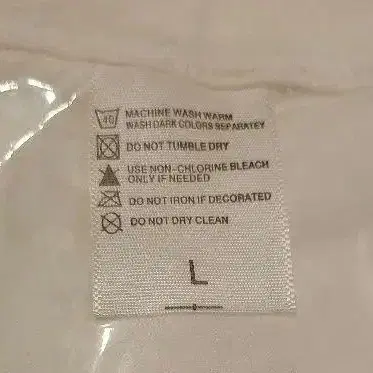 40 MACHINE WASH WARM
WASH DARK COLORS SEPARATEY
DO NOT TUMBLE DRY
USE NON-CHLORINE BLEACH
ONLY IF NEEDED
DO NOT IRON IF DECORATED
DO NOT DRY CLEAN
L